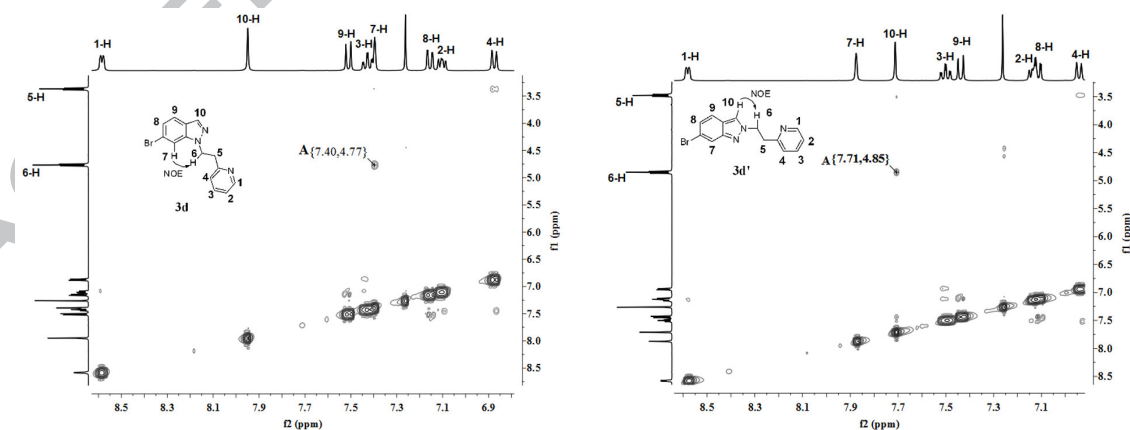 10-H
1-H
9-H
7-H
3-H
8-H
2-H
4-H
5-H
6-H
9
10
8
N
Br
N
7
H
6
5
H
N
NOE
4
1
3
2
3d
A{7.40,4.77}
3.5
4.0
4.5
5.0
5.5
6.0
6.5
7.0
7.5
8.0
8.5
f1 (ppm)
8.5 8.3 8.1 7.9 7.7 7.5 7.3 7.1 6.9
f2 (ppm)
1-H
7-H
10-H
3-H
9-H
2-H
8-H
4-H
5-H
6-H
NOE
10 H
H
9
6
8
N
N
1
Br
N
5
2
7
4
3
3d'
A{7.71,4.85}
3.5
4.0
4.5
5.0
5.5
6.0
6.5
7.0
7.5
8.0
8.5
f1 (ppm)
8.5 8.3 8.1 7.9 7.7 7.5 7.3 7.1
f2 (ppm)